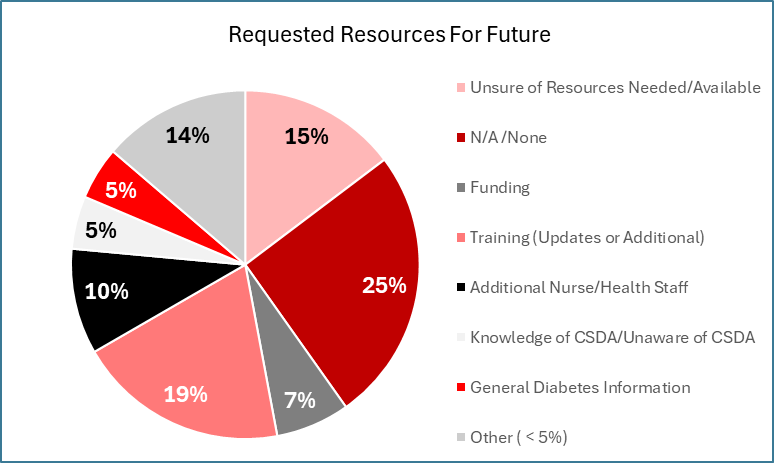 Requested Resources For Future
14%
15%
5%
5%
10%
25%
19%
7%
Unsure of Resources Needed/Available
N/A /None
Funding
Training (Updates or Additional)
Additional Nurse/Health Staff
Knowledge of CSDA/Unaware of CSDA
General Diabetes Information
Other ( < 5%)